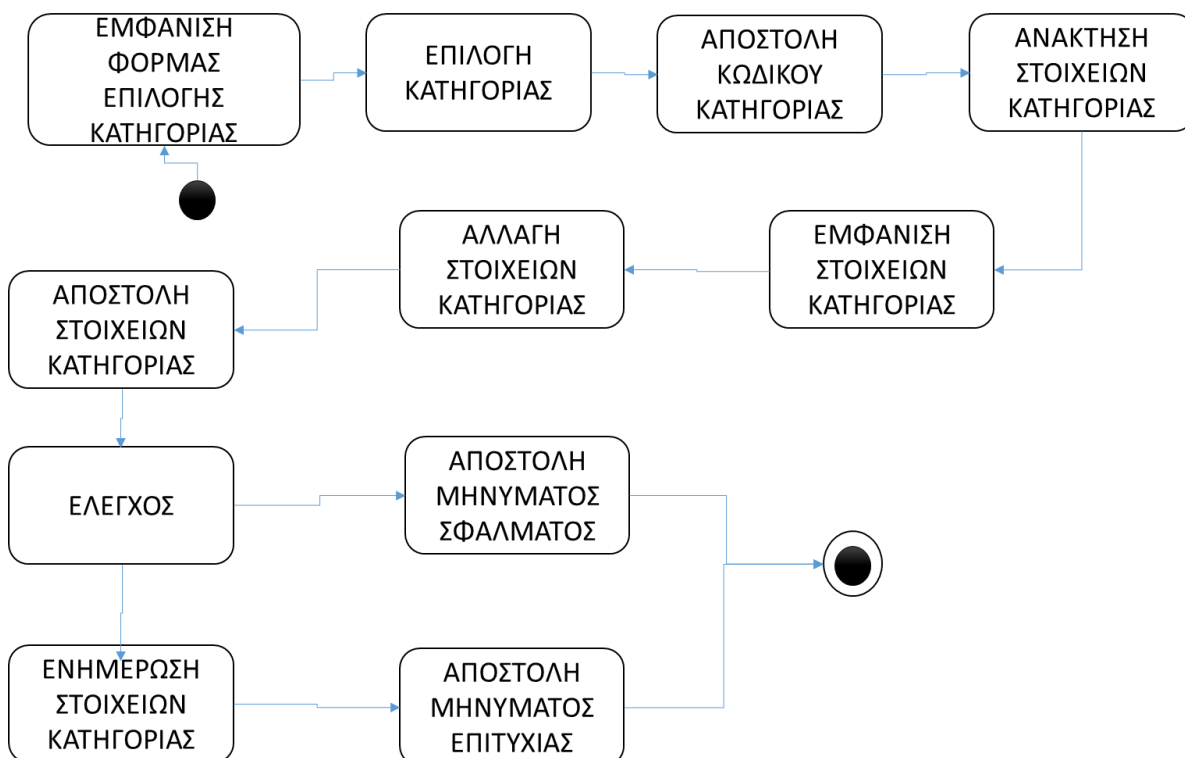 ΕΜΦΑΝΙΣΗ
ΦΟΡΜΑΣ
ΕΠΙΛΟΓΗΣ
ΚΑΤΗΓΟΡΙΑΣ
ΕΠΙΛΟΓΗ
ΚΑΤΗΓΟΡΙΑΣ
ΑΠΟΣΤΟΛΗ
ΚΩΔΙΚΟΥ
ΚΑΤΗΓΟΡΙΑΣ
ΑΝΑΚΤΗΣΗ
ΣΤΟΙΧΕΙΩΝ
ΚΑΤΗΓΟΡΙΑΣ
ΕΜΦΑΝΙΣΗ
ΣΤΟΙΧΕΙΩΝ
ΚΑΤΗΓΟΡΙΑΣ
ΑΛΛΑΓΗ
ΣΤΟΙΧΕΙΩΝ
ΚΑΤΗΓΟΡΙΑΣ
ΑΠΟΣΤΟΛΗ
ΣΤΟΙΧΕΙΩΝ
ΚΑΤΗΓΟΡΙΑΣ
ΕΛΕΓΧΟΣ
ΑΠΟΣΤΟΛΗ
ΜΗΝΥΜΑΤΟΣ
ΣΦΑΛΜΑΤΟΣ
ΕΝΗΜΕΡΩΣΗ
ΣΤΟΙΧΕΙΩΝ
ΚΑΤΗΓΟΡΙΑΣ
ΑΠΟΣΤΟΛΗ
ΜΗΝΥΜΑΤΟΣ
ΕΠΙΤΥΧΙΑΣ